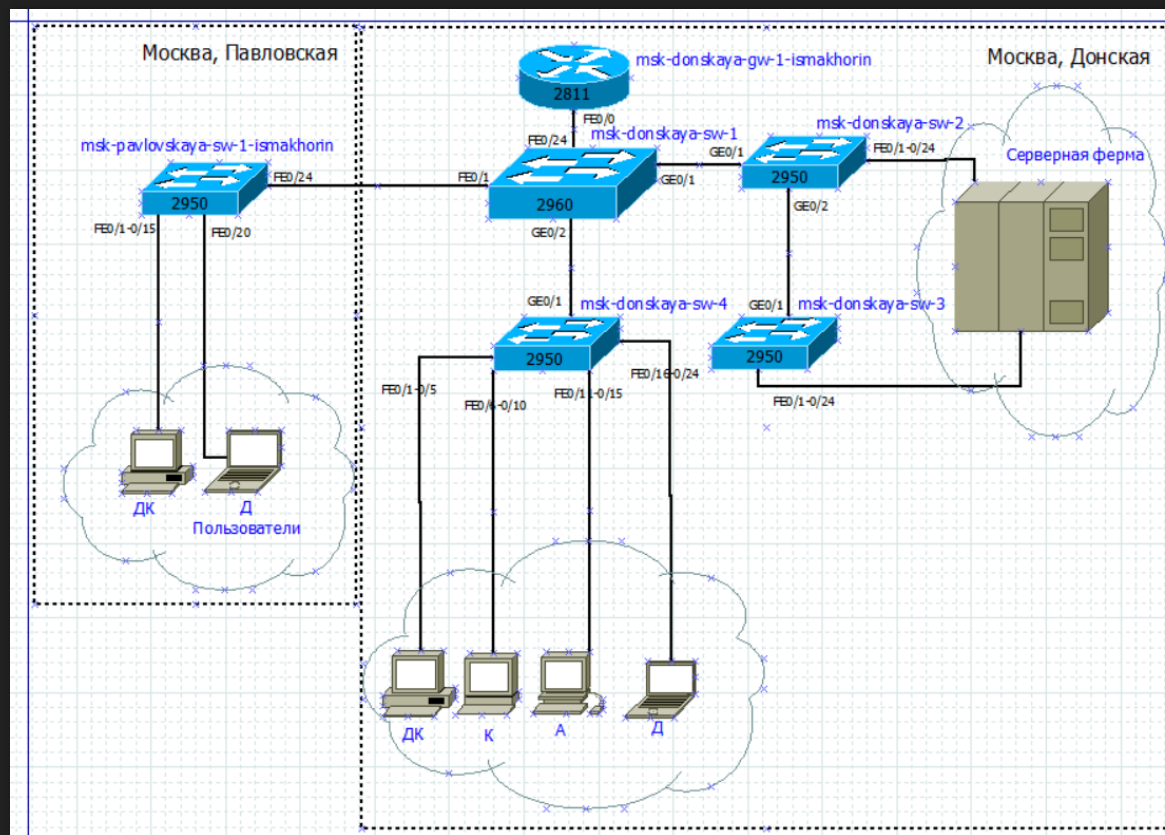 Москва, Павловская
msk-donskaya-gw-1-ismakhorin
Москва, Донская
2811
FE0/0
msk-pavlovskaya-sw-1-ismakhorin
FE0/24
msk-donskaya-sw-1
msk-donskaya-sw-2
GE0/1
FE0/1-0/24
Серверная ферма
FE0/24
FE0/1
GE0/1
2950
2950
2960
FE0/1-0/15
FE0/20
GE0/2
GE0/2
GE0/1
msk-donskaya-sw-4
GE0/1
msk-donskaya-sw-3
2950
2950
FE0/1-0/5
FE0/6-0/10
FE0/11-0/15
FE0/16-0/24
FE0/1-0/24
ДК
Д
Пользователи
ДК
К
А
Д